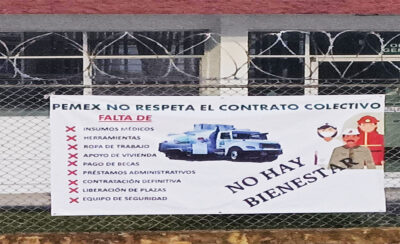 PEMEX NO RESPETA EL CONTRATO COLECTIVO
FALTA DE
INSUMOS MÉDICOS
HERRAMIENTAS
ROPA DE TRABAJO
APOYO DE VIVIENDA
PAGO DE BECAS
PRÉSTAMOS ADMINISTRATIVOS
CONTRATACIÓN DEFINITIVA
LIBERACIÓN DE PLAZAS
EQUIPO DE SEGURIDAD
NO HAY
BIENESTAR